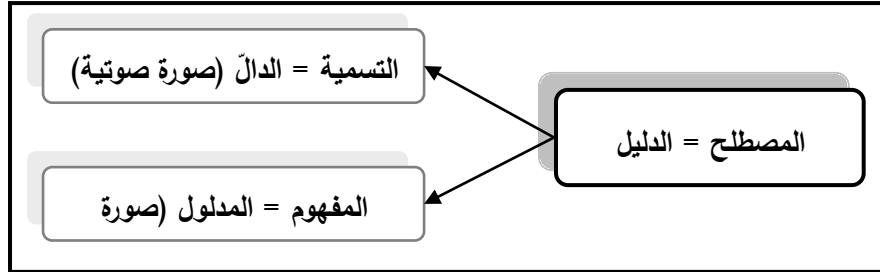 المصطلح = الدليل
التسمية = الدالّ (صورة صوتية)
المفهوم = المدلول (صورة